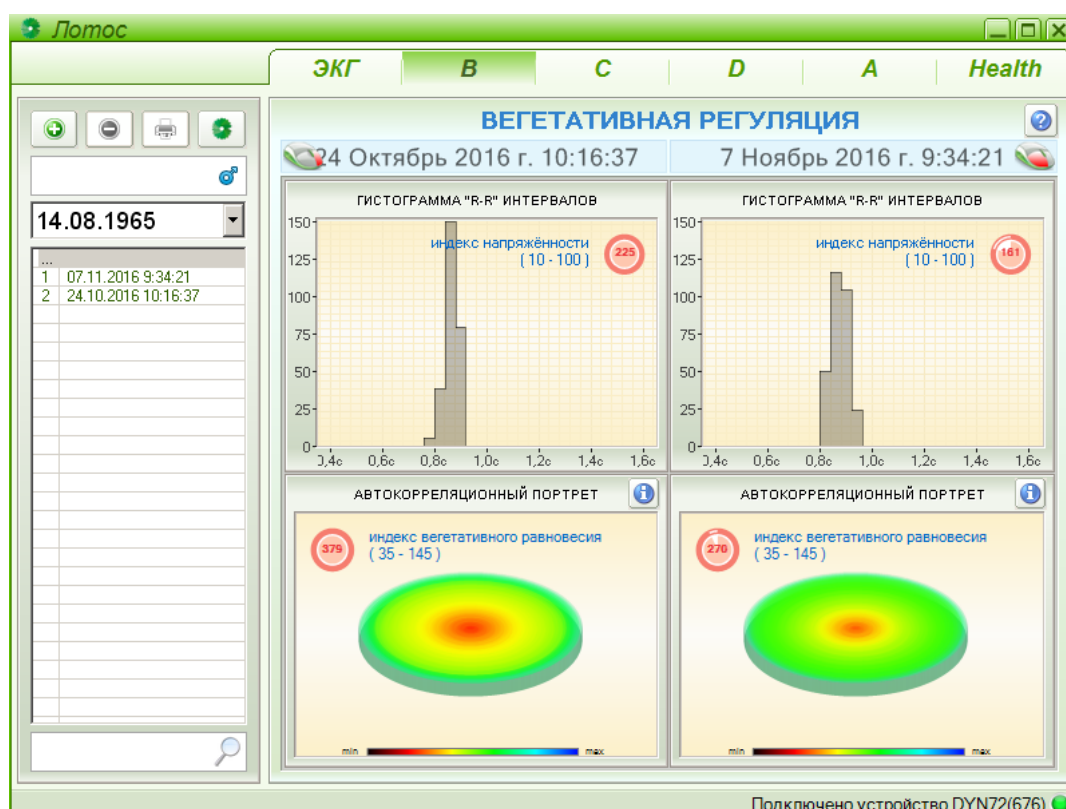 Лотос
ЭКГ B C D A Health
ВЕГЕТАТИВНАЯ РЕГУЛЯЦИЯ
24 Октябрь 2016 г. 10:16:37
7 Ноябрь 2016 г. 9:34:21
14.08.1965
...
1 07.11.2016 9:34:21
2 24.10.2016 10:16:37
ГИСТОГРАММА "R-R" ИНТЕРВАЛОВ
индекс напряжённости
( 10 - 100 )
225
150
125
100
75
50
25
0
0,4с 0,6с 0,8с 1,0с 1,2с 1,4с 1,6с
ГИСТОГРАММА "R-R" ИНТЕРВАЛОВ
индекс напряжённости
( 10 - 100 )
161
150
125
100
75
50
25
0
0,4с 0,6с 0,8с 1,0с 1,2с 1,4с 1,6с
АВТОКОРРЕЛЯЦИОННЫЙ ПОРТРЕТ
379
индекс вегетативного равновесия
( 35 - 145 )
min max
АВТОКОРРЕЛЯЦИОННЫЙ ПОРТРЕТ
270
индекс вегетативного равновесия
( 35 - 145 )
min max
Подключено устройство DYN72(676)